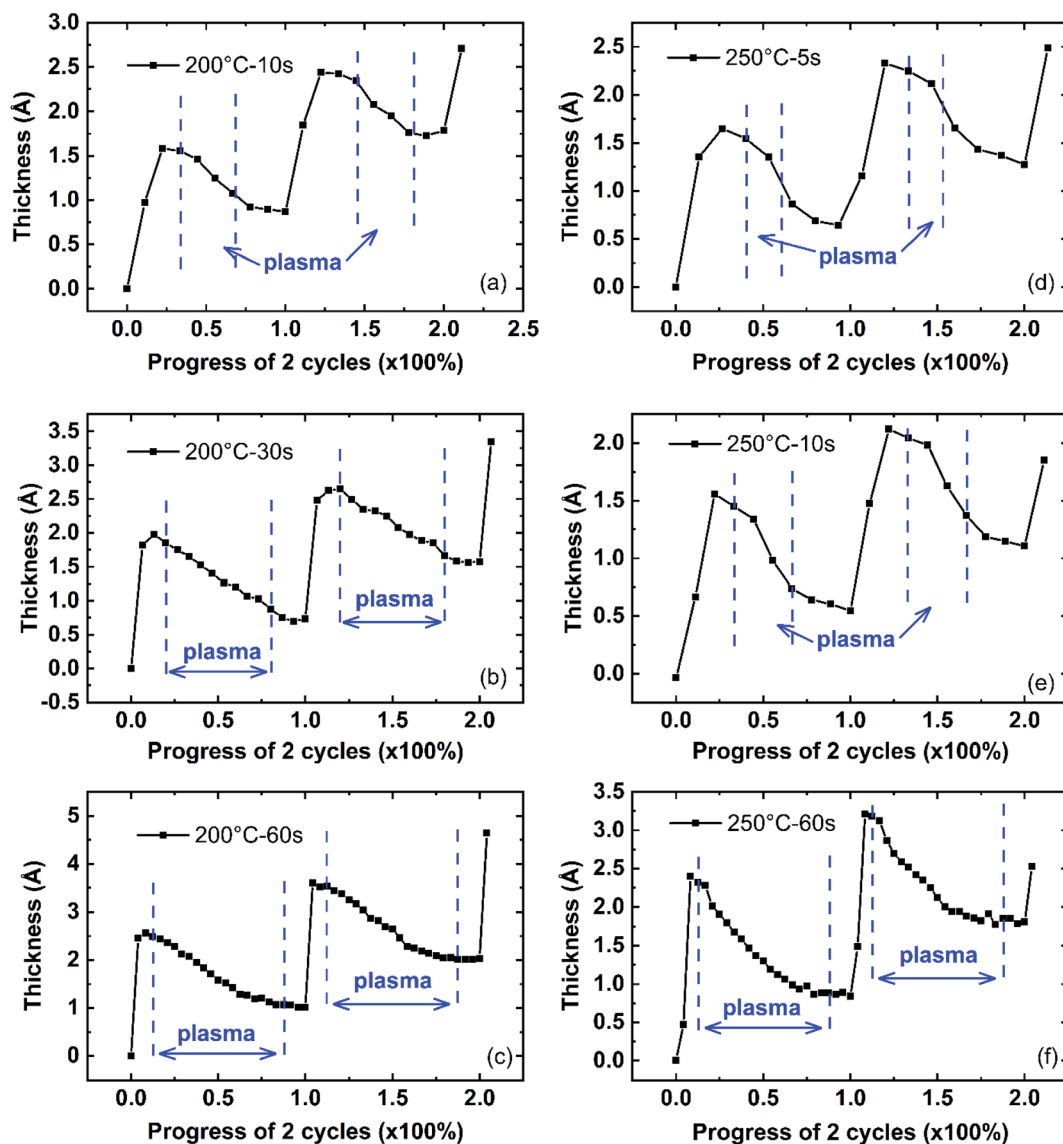 3.0
2.5
2.0
1.5
1.0
0.5
0.0
Thickness (Å)
200°C-10s
plasma
(a)
0.0 0.5 1.0 1.5 2.0 2.5
Progress of 2 cycles (x100%)
2.5
2.0
1.5
1.0
0.5
0.0
Thickness (Å)
250°C-5s
plasma
(d)
0.0 0.5 1.0 1.5 2.0
Progress of 2 cycles (x100%)
3.5
3.0
2.5
2.0
1.5
1.0
0.5
0.0
-0.5
Thickness (Å)
200°C-30s
plasma
plasma
(b)
0.0 0.5 1.0 1.5 2.0
Progress of 2 cycles (x100%)
2.0
1.5
1.0
0.5
0.0
Thickness (Å)
250°C-10s
plasma
(e)
0.0 0.5 1.0 1.5 2.0
Progress of 2 cycles (x100%)
5
4
3
2
1
0
Thickness (Å)
200°C-60s
plasma
plasma
(c)
0.0 0.5 1.0 1.5 2.0
Progress of 2 cycles (x100%)
3.5
3.0
2.5
2.0
1.5
1.0
0.5
0.0
Thickness (Å)
250°C-60s
plasma
plasma
(f)
0.0 0.5 1.0 1.5 2.0
Progress of 2 cycles (x100%)